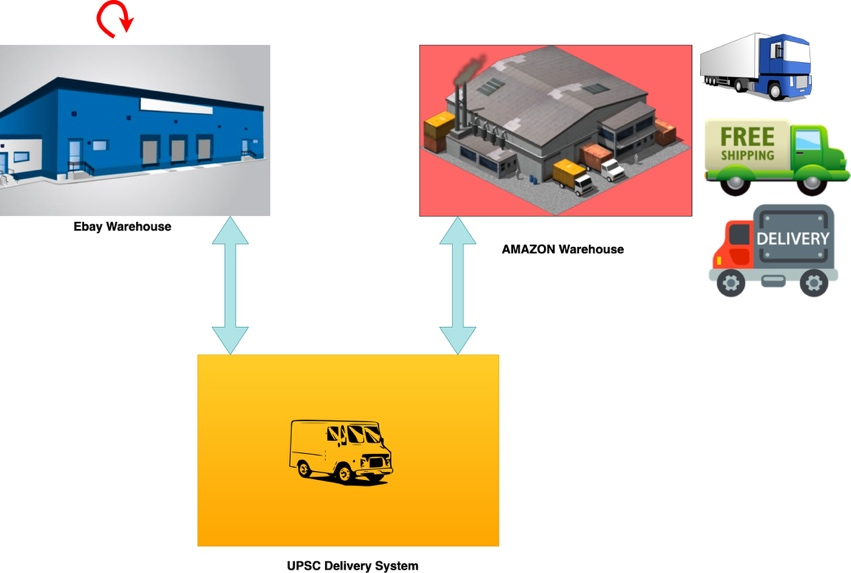 FREE
SHIPPING
DELIVERY
Ebay Warehouse
AMAZON Warehouse
UPSC Delivery System